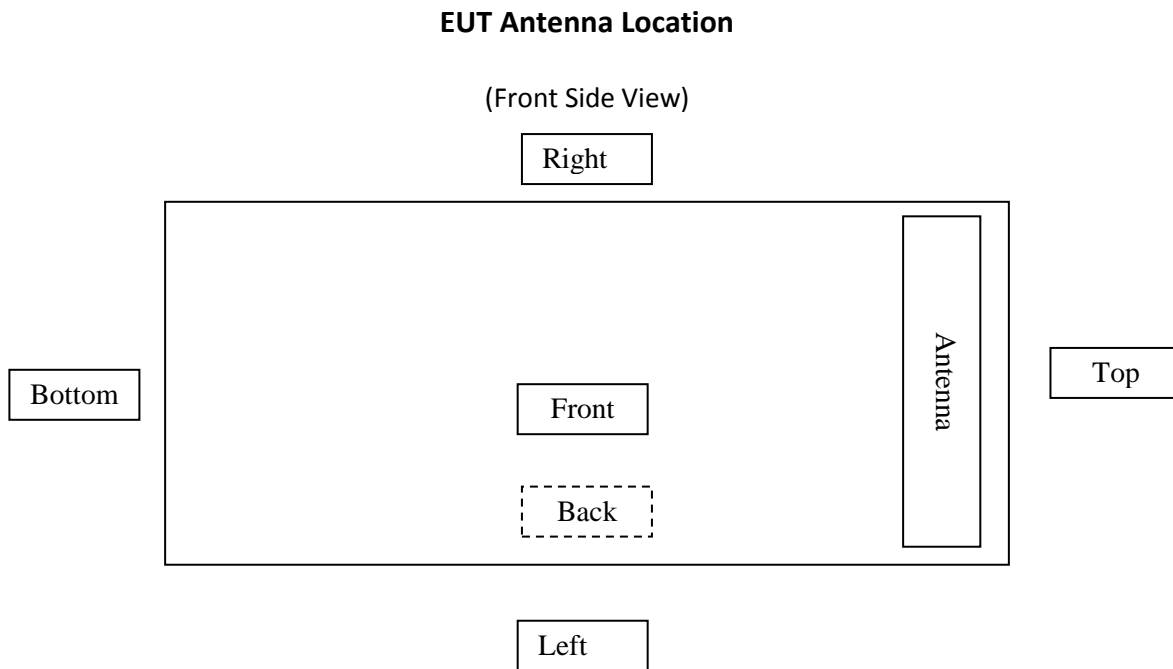 EUT Antenna Location
(Front Side View)
Right
Antenna
Top
Bottom
Front
Back
Left